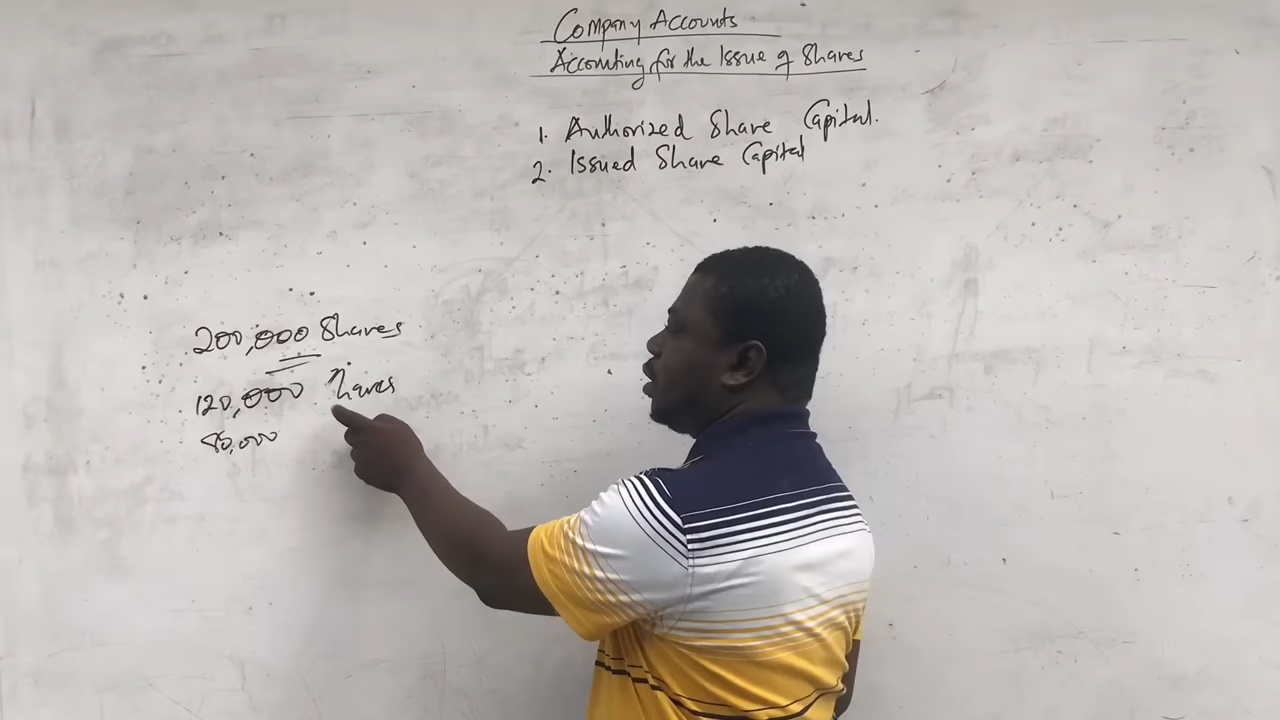 Company Accounts
Accounting for the Issue of Shares
1. Authorized Share Capital.
2. Issued Share Capital
200,000 Shares
120,000 Shares
80,000